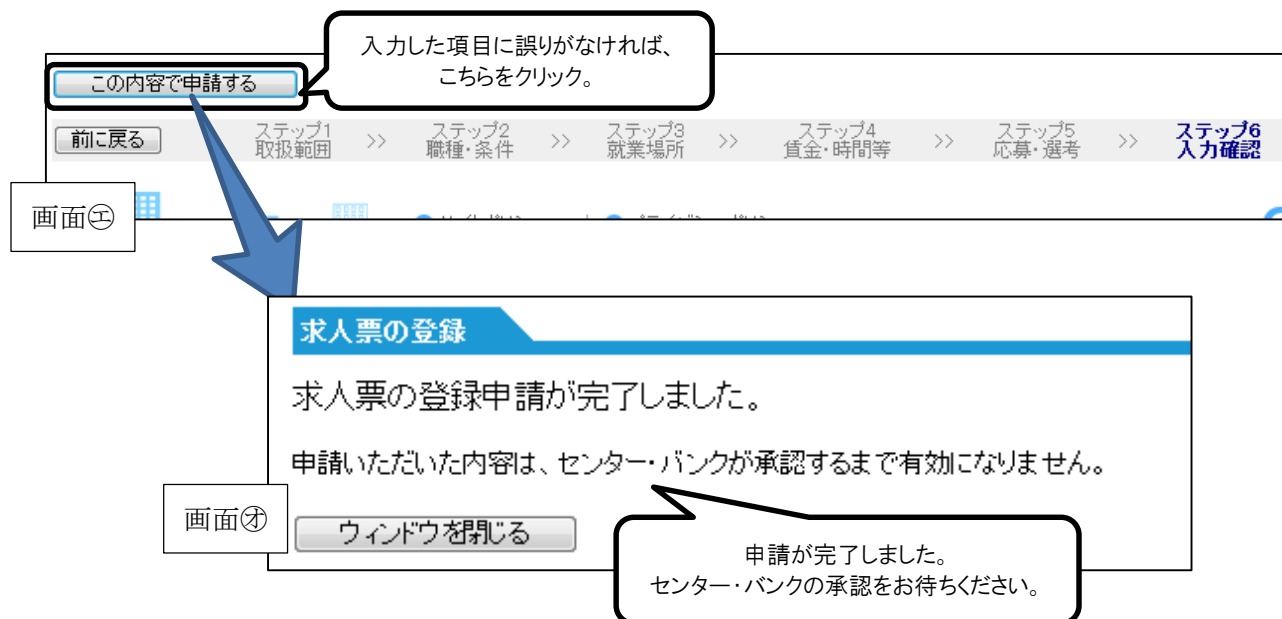 入力した項目に誤りがなければ、
こちらをクリック。
この内容で申請する
前に戻る
ステップ1 >> ステップ2 >> ステップ3 >> ステップ4 >> ステップ5 >> ステップ6
取扱範囲 職種・条件 就業場所 賃金・時間等 応募・選考 入力確認
画面㋓
求人票の登録
求人票の登録申請が完了しました。
申請いただいた内容は、センター・バンクが承認するまで有効になりません。
画面㋔
ウィンドウを閉じる
申請が完了しました。
センター・バンクの承認をお待ちください。